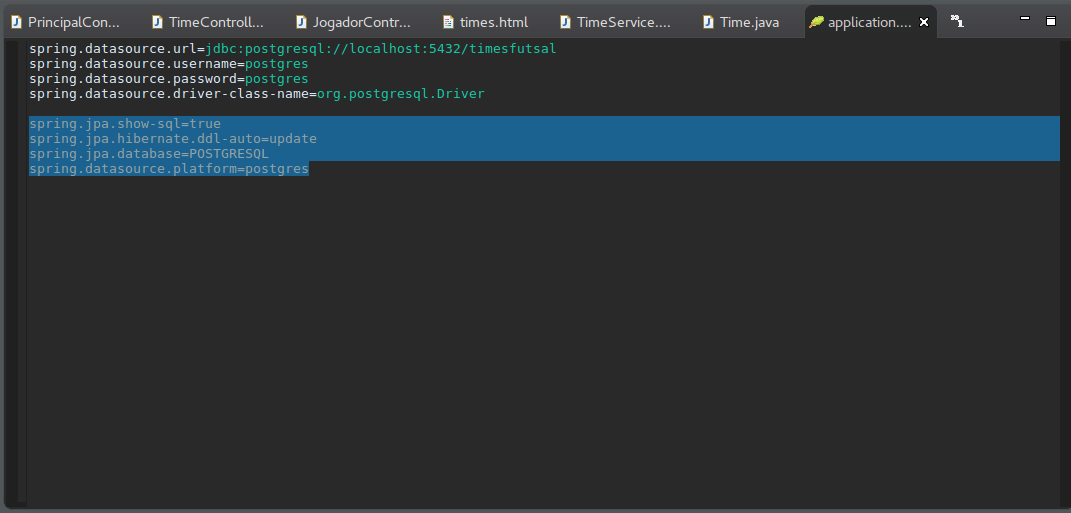 PrincipalCon...
TimeControll...
JogadorContr...
times.html
TimeService....
Time.java
application....
spring.datasource.url=jdbc:postgresql://localhost:5432/timesfutsal
spring.datasource.username=postgres
spring.datasource.password=postgres
spring.datasource.driver-class-name=org.postgresql.Driver
spring.jpa.show-sql=true
spring.jpa.hibernate.ddl-auto=update
spring.jpa.database=POSTGRESQL
spring.datasource.platform=postgres